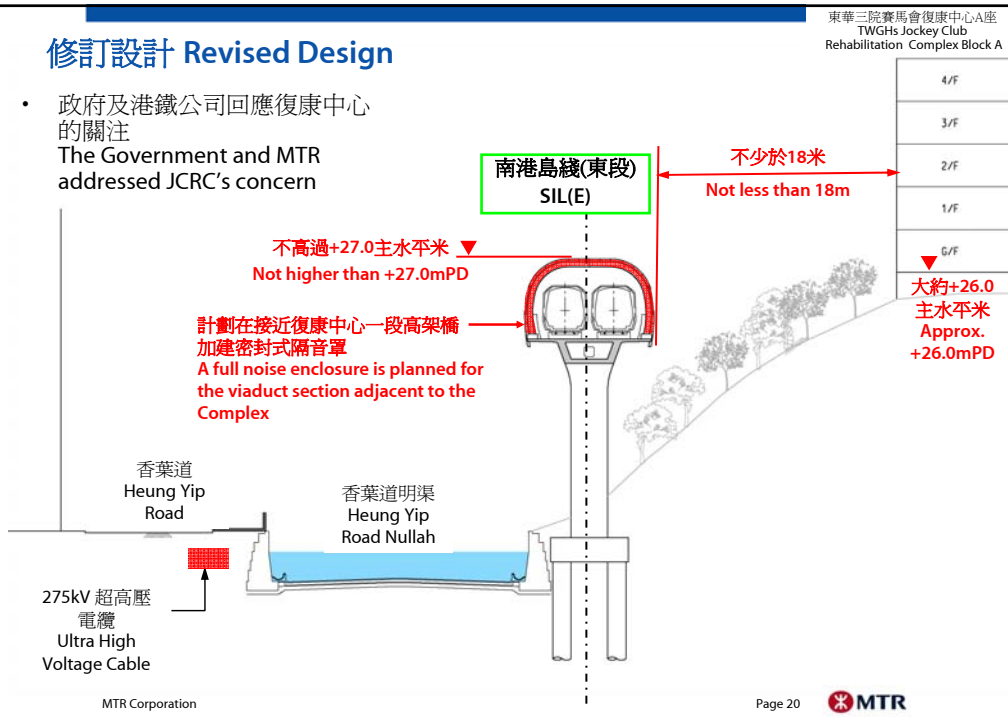 東華三院賽馬會復康中心A座
TWGHs Jockey Club
Rehabilitation Complex Block A
修訂設計 Revised Design
• 政府及港鐵公司回應復康中心
的關注
The Government and MTR
addressed JCRC's concern
4/F
3/F
2/F
1/F
G/F
南港島綫(東段)
SIL(E)
不少於18米
Not less than 18m
不高過+27.0主水平米
Not higher than +27.0mPD
大約+26.0
主水平米
Approx.
+26.0mPD
計劃在接近復康中心一段高架橋
加建密封式隔音罩
A full noise enclosure is planned for
the viaduct section adjacent to the
Complex
香葉道
Heung Yip
Road
香葉道明渠
Heung Yip
Road Nullah
275kV 超高壓
電纜
Ultra High
Voltage Cable
MTR Corporation
Page 20
MTR